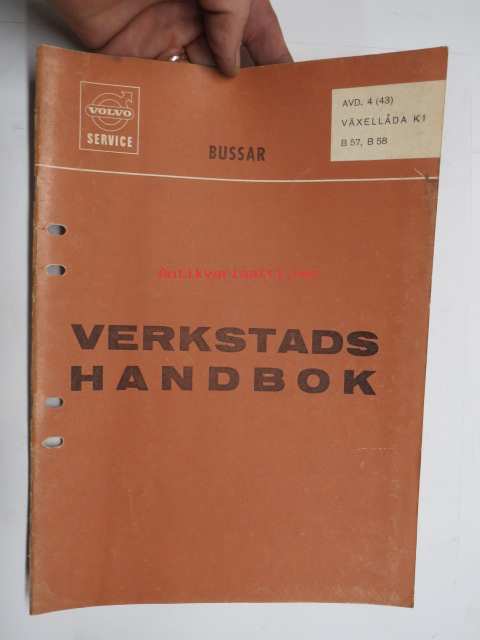 VOLVO
SERVICE
BUSSAR
AVD. 4 (43)
VÄXELLÅDA K1
B 57, B 58
Antikvariaatti.net
VERKSTADS
HANDBOK